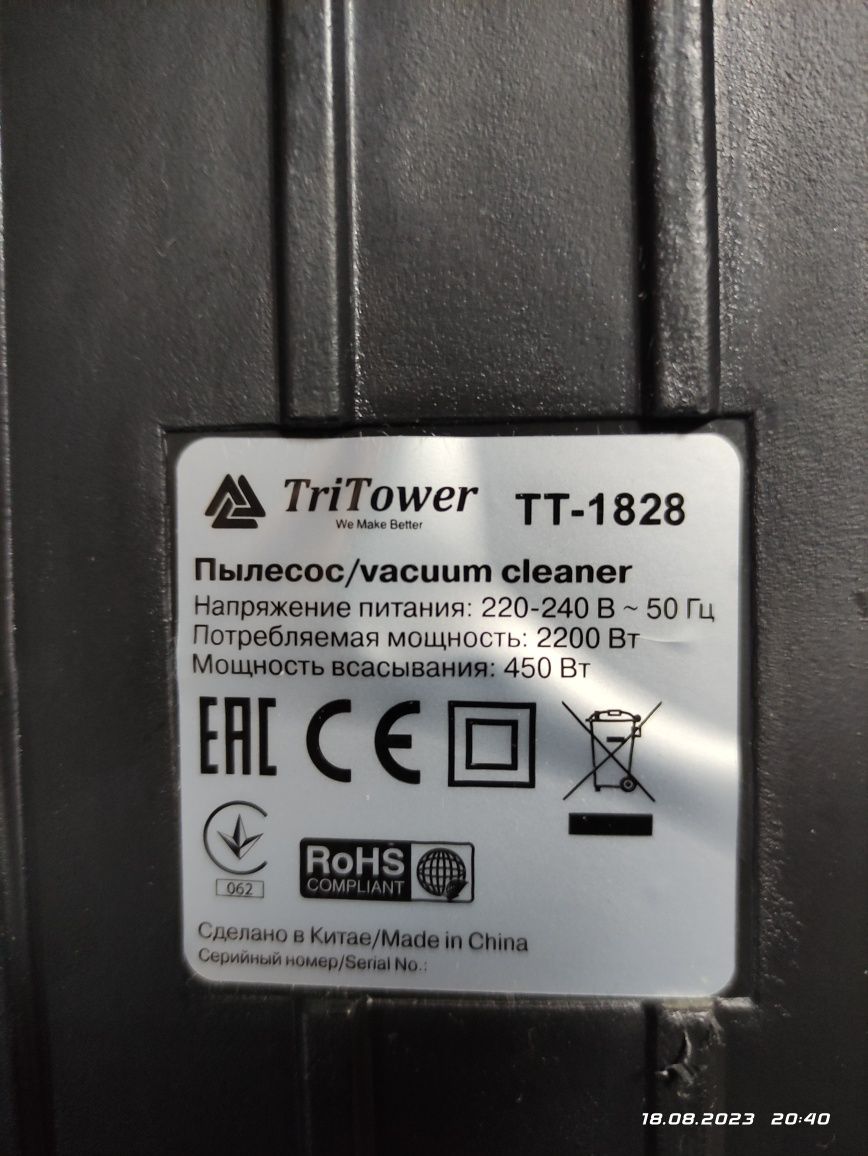 TriTower TT-1828
We Make Better
Пылесос/vacuum cleaner
Напряжение питания: 220-240 В ~ 50 Гц
Потребляемая мощность: 2200 Вт
Мощность всасывания: 450 Вт
EAC CE
062
RoHS
COMPLIANT
Сделано в Китае/Made in China
Серийный номер/Serial No.:
18.08.2023 20:40